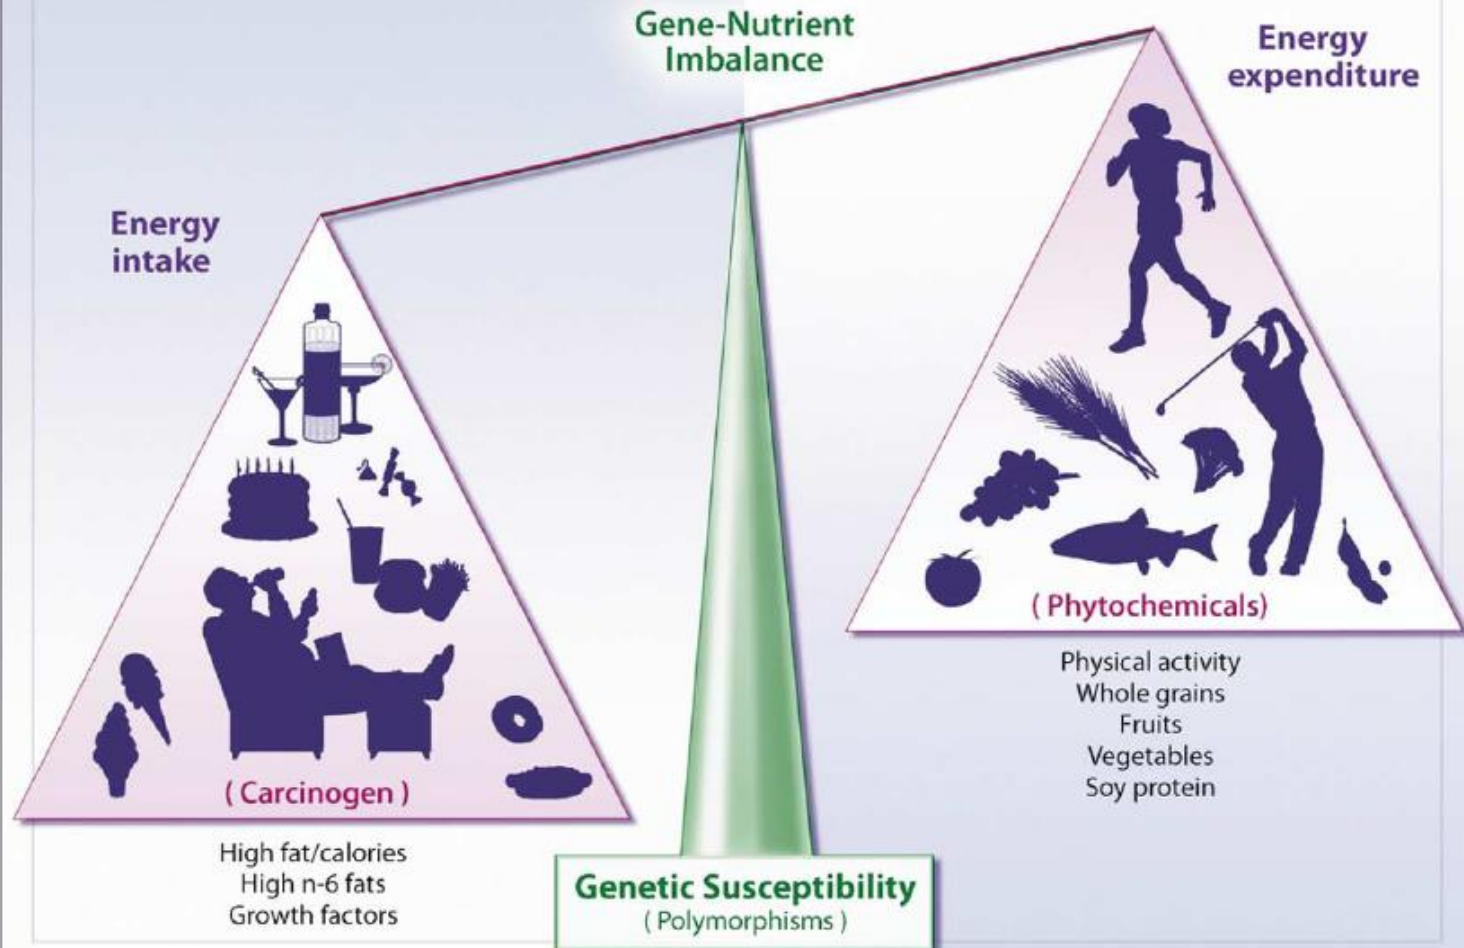 Gene-Nutrient
Imbalance
Energy
expenditure
Energy
intake
( Phytochemicals)
Physical activity
Whole grains
Fruits
Vegetables
Soy protein
( Carcinogen )
High fat/calories
High n-6 fats
Growth factors
Genetic Susceptibility
( Polymorphisms )